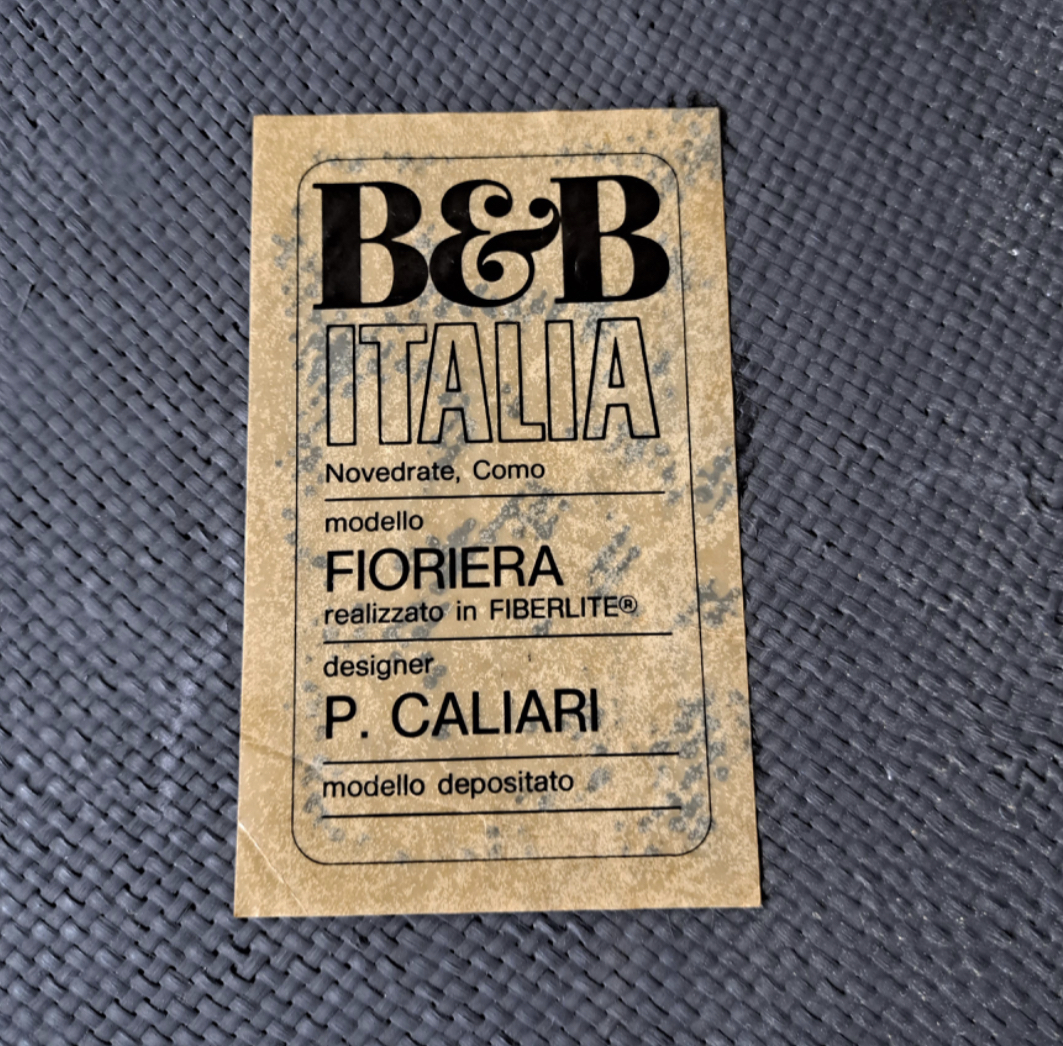 B&B
ITALIA
Novedrate, Como
modello
FIORIERA
realizzato in FIBERLITE®
designer
P. CALIARI
modello depositato